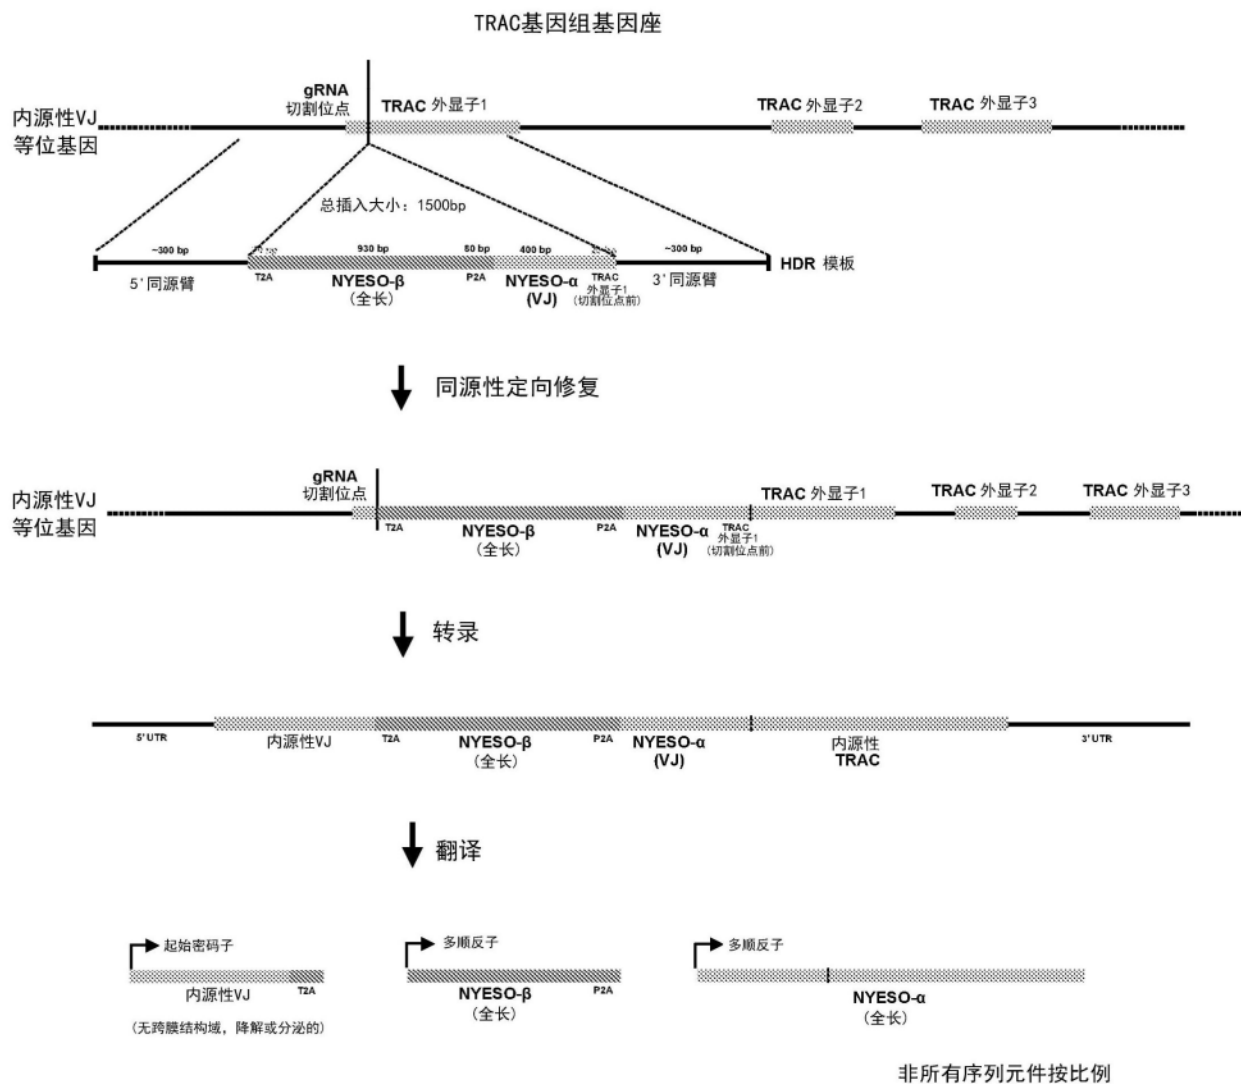 TRAC基因组基因座
gRNA
切割位点
TRAC 外显子1
TRAC 外显子2
TRAC 外显子3
内源性VJ
等位基因
总插入大小: 1500bp
~300 bp
930 bp
80 bp
400 bp
~300 bp
T2A
P2A
TRAC
HDR 模板
5'同源臂
NYESO-β
(全长)
NYESO-α
(VJ)
外显子1
(切割位点前)
3'同源臂
同源性定向修复
gRNA
切割位点
TRAC 外显子1
TRAC 外显子2
TRAC 外显子3
内源性VJ
等位基因
T2A
NYESO-β
(全长)
P2A
NYESO-α
(VJ)
TRAC
外显子1
(切割位点前)
转录
5' UTR
内源性VJ
T2A
NYESO-β
(全长)
P2A
NYESO-α
(VJ)
内源性
TRAC
3' UTR
翻译
起始密码子
多顺反子
多顺反子
内源性VJ
T2A
NYESO-β
(全长)
P2A
NYESO-α
(全长)
(无跨膜结构域, 降解或分泌的)
非所有序列元件按比例